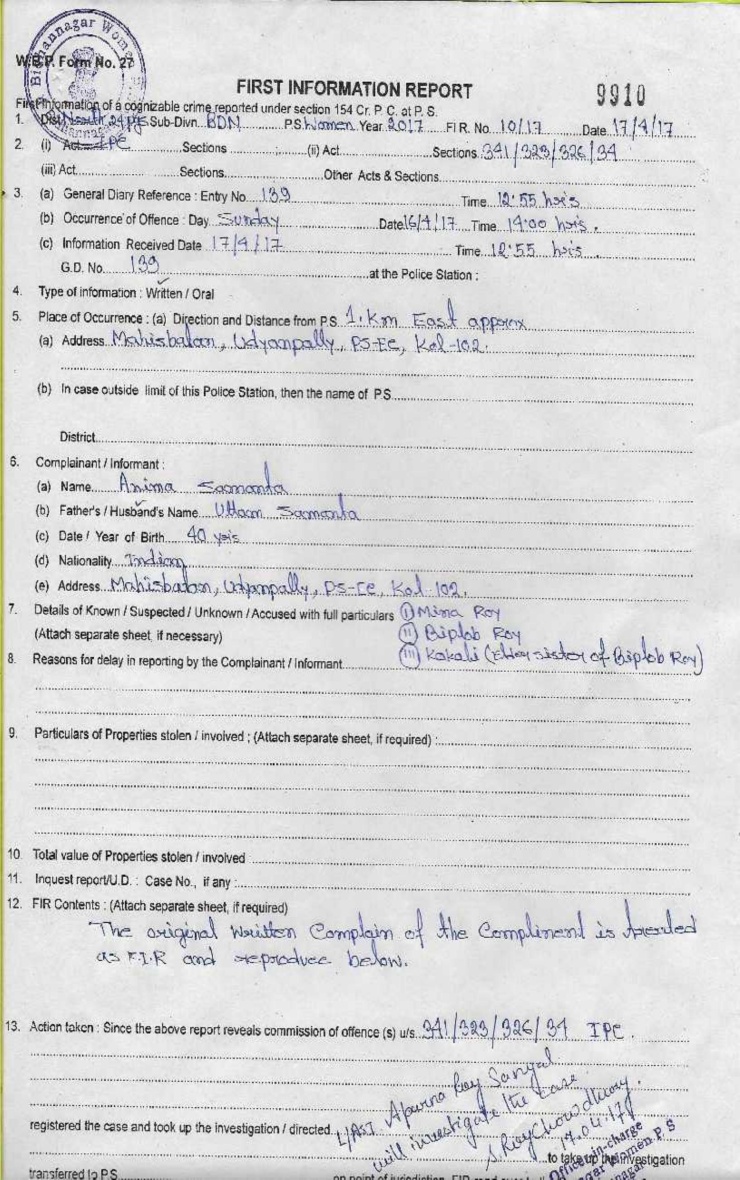 Bidhannagar Women
W.B.P. Form No. 27
FIRST INFORMATION REPORT
9910
First Information of a cognizable crime reported under section 154 Cr. P. C. at P. S.
1. Dist. North 24 PGS Sub-Divn. BDN P.S Women Year 2017 F I R. No. 10/17 Date 17/4/17
2. (i) Act IPC Sections (ii) Act Sections 341/323/326/34
(iii) Act Sections Other Acts & Sections
3. (a) General Diary Reference : Entry No. 139 Time 12.55 hrs
(b) Occurrence of Offence : Day Sunday Date 16/4/17 Time 14.00 hrs.
(c) Information Received Date 17/4/17 Time 12.55 hrs.
G.D. No. 139 at the Police Station :
4. Type of information : Written / Oral
5. Place of Occurrence : (a) Direction and Distance from P.S. 1. Km East approx
(a) Address Mahisbatan, Udyanpally, PS-EC, Kol-102.
(b) In case outside limit of this Police Station, then the name of P.S.
District
6. Complainant / Informant :
(a) Name Anima Samanta
(b) Father's / Husband's Name Uttam Samanta
(c) Date / Year of Birth 40 yrs
(d) Nationality Indian
(e) Address Mahisbatan, Udyanpally, PS-EC, Kol-102.
7. Details of Known / Suspected / Unknown / Accused with full particulars (i) Mina Roy
(Attach separate sheet, if necessary) (ii) Biplob Roy
(iii) Kakali (elder sister of Biplob Roy)
8. Reasons for delay in reporting by the Complainant / Informant
9. Particulars of Properties stolen / involved ; (Attach separate sheet, if required) :
10. Total value of Properties stolen / involved
11. Inquest report/U.D. : Case No., if any :
12. FIR Contents : (Attach separate sheet, if required)
The original Written Complain of the Compliment is treated
as F.I.R and reproduce below.
13. Action taken : Since the above report reveals commission of offence (s) u/s. 341/323/326/34 IPC.
L/ASI Aparna Roy Sanyal
will investigate the case.
S. RoyChowdhury.
17.04.17
registered the case and took up the investigation / directed
to take up the investigation
Officer-in-charge
Women P.S
transferred to P.S. on point of jurisdiction.